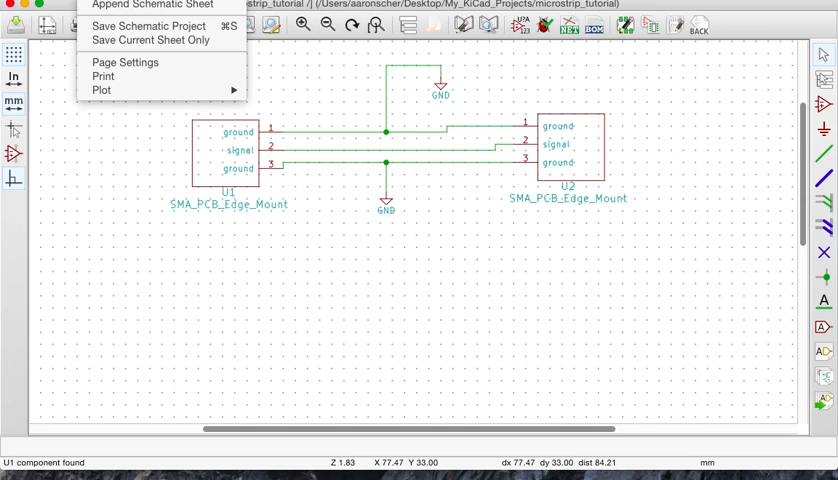 Append Schematic Sheet
strip_tutorial /] (/Users/aaronscher/Desktop/My_KiCad_Projects/microstrip_tutorial)
Save Schematic Project ⌘S
Save Current Sheet Only
Page Settings
Print
Plot
U?A
123
NET
BOM
BACK
In
mm
GND
ground 1
signal 2
ground 3
U1
SMA_PCB_Edge_Mount
1 ground
2 signal
3 ground
U2
SMA_PCB_Edge_Mount
GND
A
U1 component found
Z 1.83
X 77.47 Y 33.00
dx 77.47 dy 33.00 dist 84.21
mm